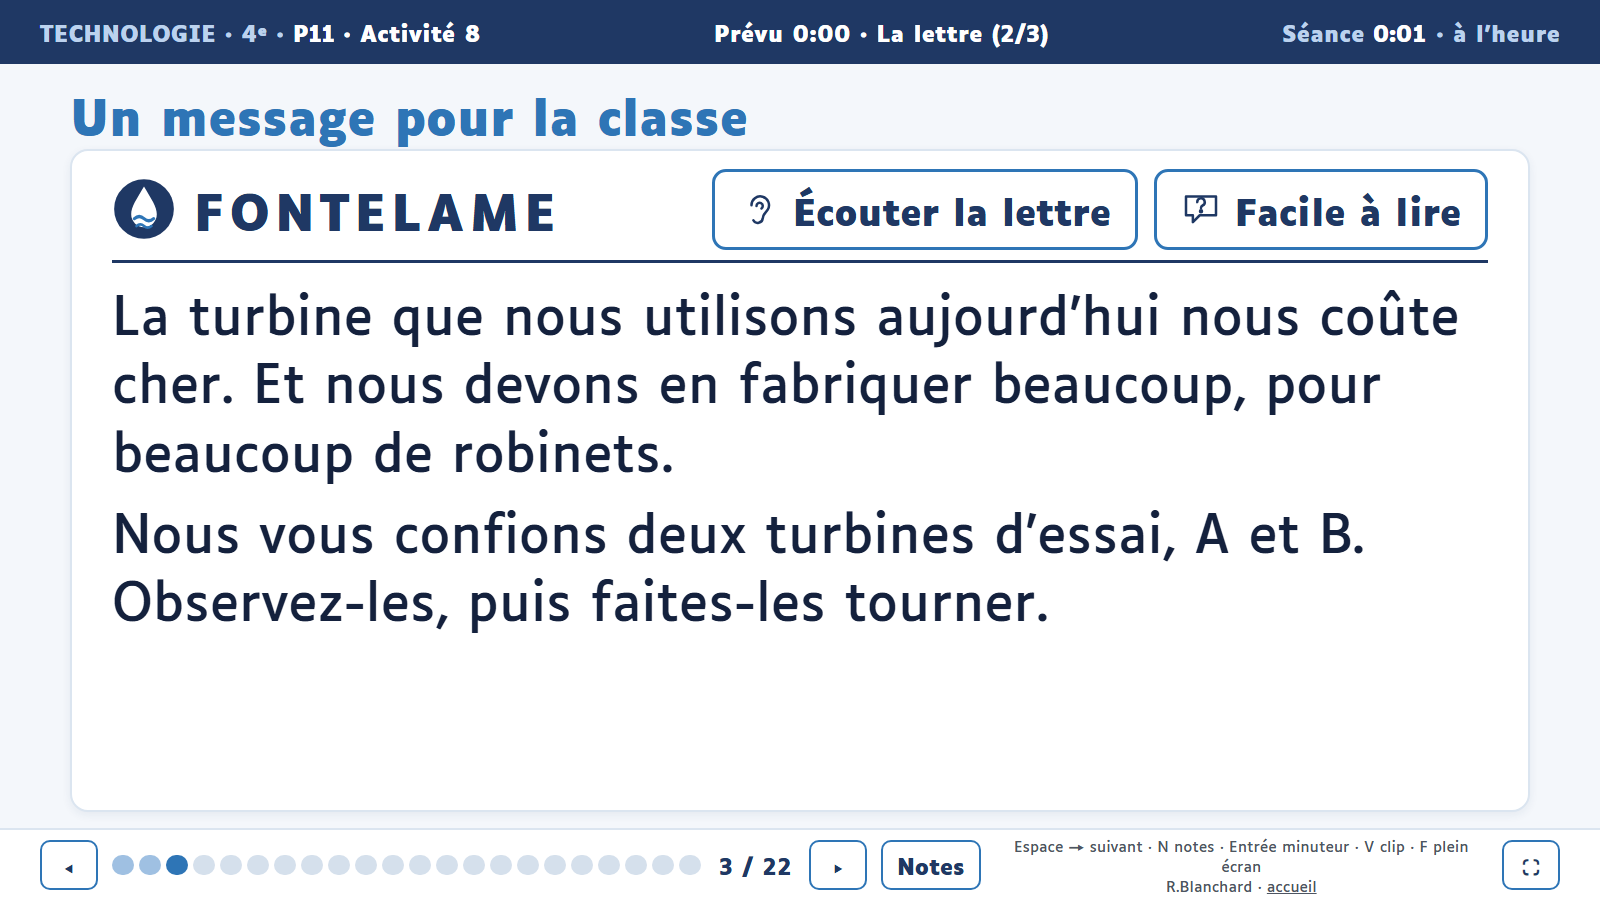 TECHNOLOGIE · 4e · P11 · Activité 8
Prévu 0:00 · La lettre (2/3)
Séance 0:01 · à l’heure
Un message pour la classe
FONTELAME
Écouter la lettre
Facile à lire
La turbine que nous utilisons aujourd’hui nous coûte
cher. Et nous devons en fabriquer beaucoup, pour
beaucoup de robinets.
Nous vous confions deux turbines d’essai, A et B.
Observez-les, puis faites-les tourner.
3 / 22
Notes
Espace → suivant · N notes · Entrée minuteur · V clip · F plein
écran
R.Blanchard · accueil